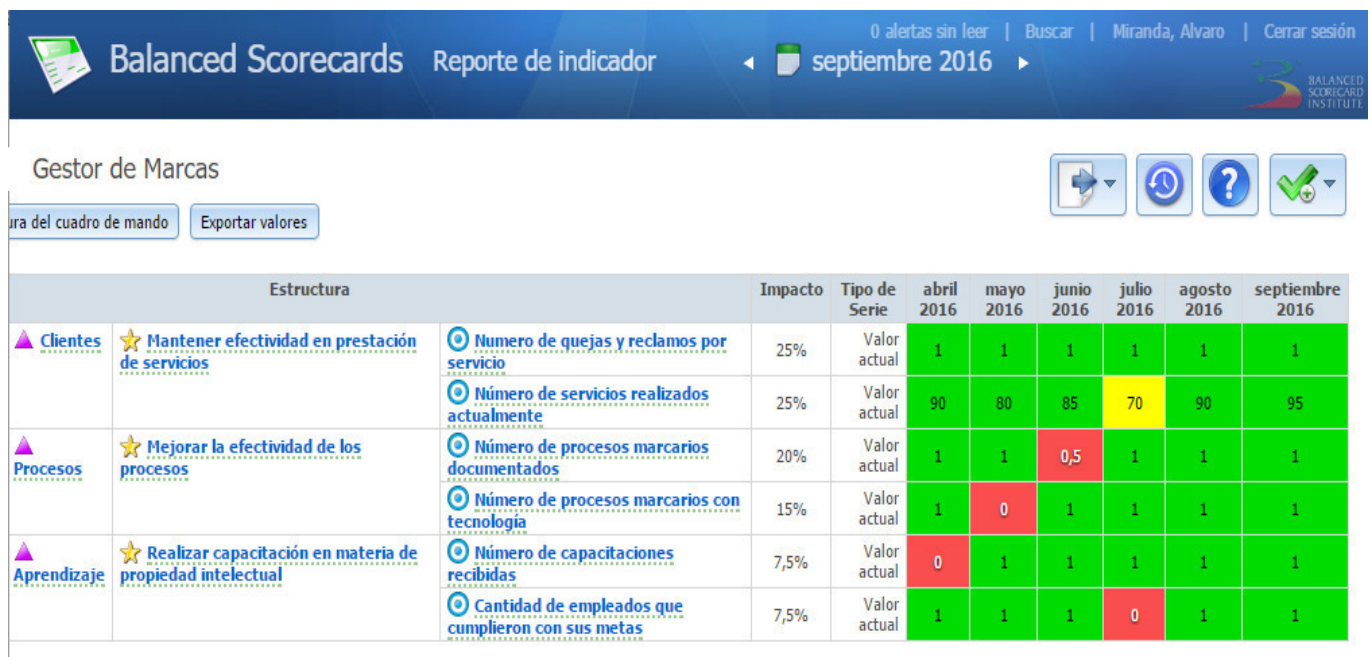 0 alertas sin leer | Buscar | Miranda, Alvaro | Cerrar sesión
Balanced Scorecards Reporte de indicador septiembre 2016
BALANCED
SCORECARD
INSTITUTE
Gestor de Marcas
ura del cuadro de mando Exportar valores
Estructura Impacto Tipo de Serie abril 2016 mayo 2016 junio 2016 julio 2016 agosto 2016 septiembre 2016
Clientes Mantener efectividad en prestación de servicios Numero de quejas y reclamos por servicio 25% Valor actual 1 1 1 1 1 1
Número de servicios realizados actualmente 25% Valor actual 90 80 85 70 90 95
Procesos Mejorar la efectividad de los procesos Número de procesos marcarios documentados 20% Valor actual 1 1 0,5 1 1 1
Número de procesos marcarios con tecnología 15% Valor actual 1 0 1 1 1 1
Aprendizaje Realizar capacitación en materia de propiedad intelectual Número de capacitaciones recibidas 7,5% Valor actual 0 1 1 1 1 1
Cantidad de empleados que cumplieron con sus metas 7,5% Valor actual 1 1 1 0 1 1